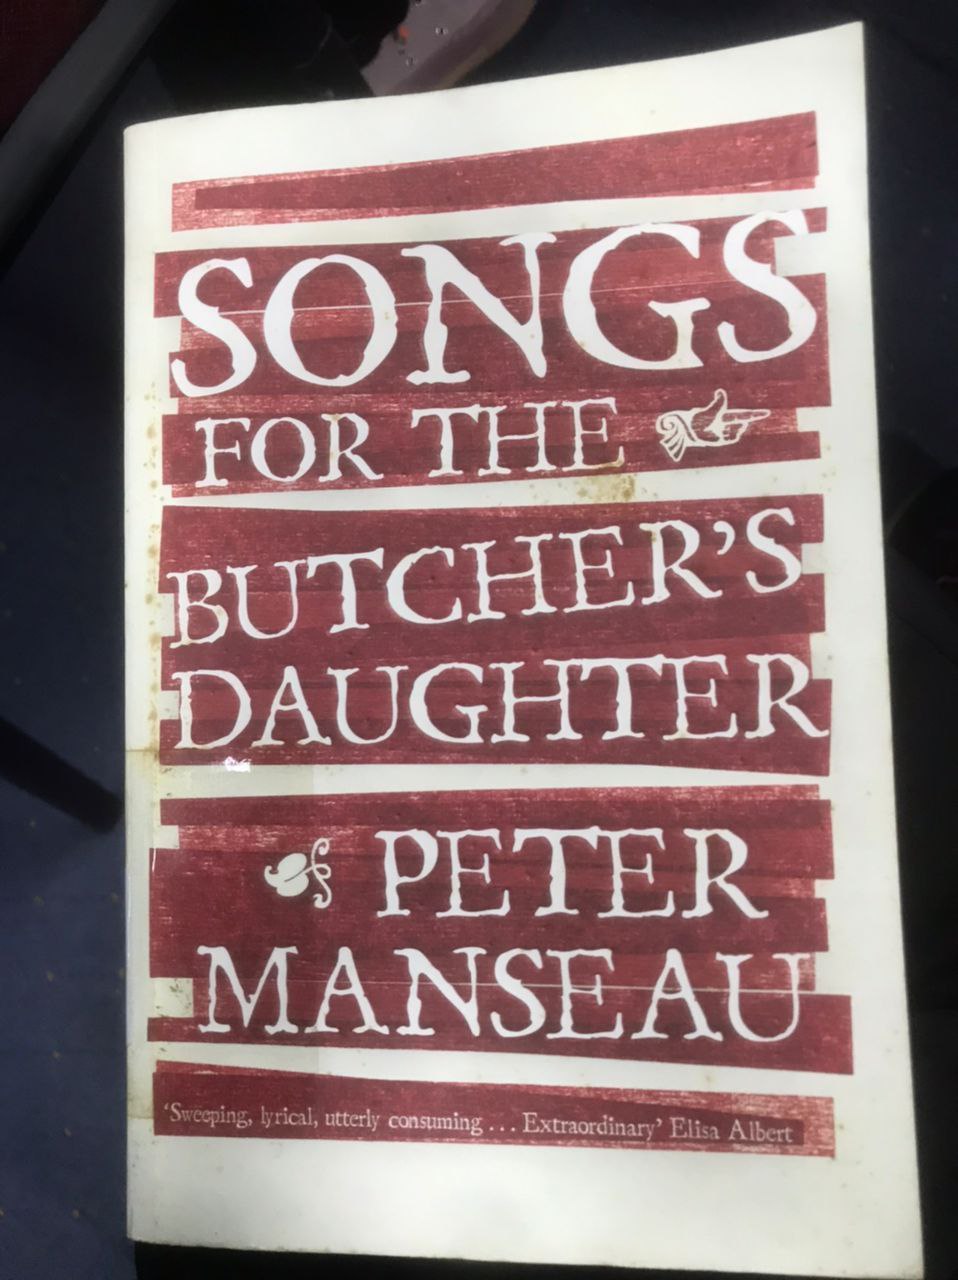 SONGS
FOR THE
BUTCHER'S
DAUGHTER
PETER
MANSEAU
‘Sweeping, lyrical, utterly consuming... Extraordinary’ Elisa Albert